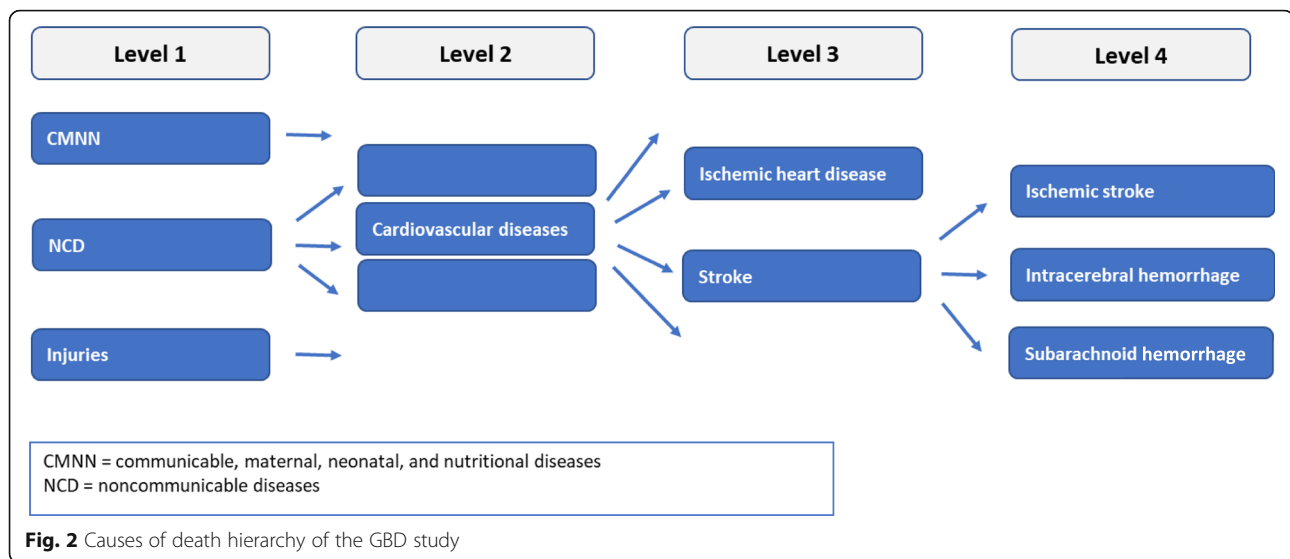 Level 1
Level 2
Level 3
Level 4
CMNN
NCD
Injuries
Cardiovascular diseases
Ischemic heart disease
Stroke
Ischemic stroke
Intracerebral hemorrhage
Subarachnoid hemorrhage
CMNN = communicable, maternal, neonatal, and nutritional diseases
NCD = noncommunicable diseases
Fig. 2 Causes of death hierarchy of the GBD study